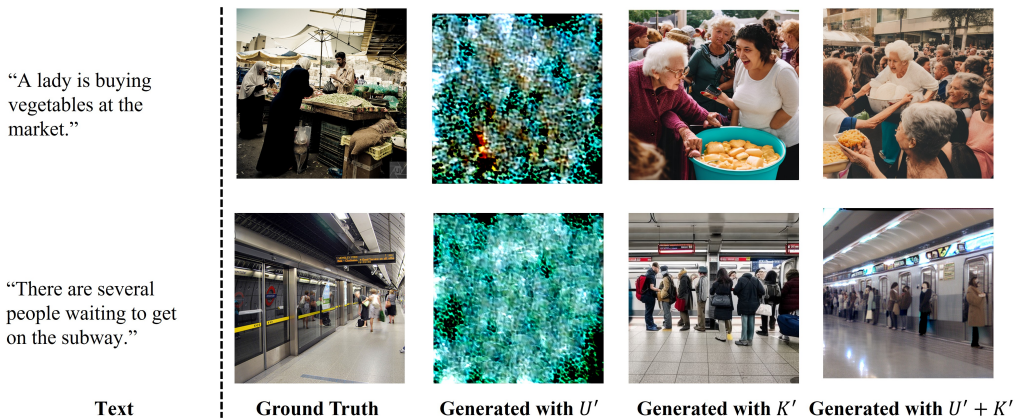 “A lady is buying
vegetables at the
market.”
“There are several
people waiting to get
on the subway.”
Text
Ground Truth
Generated with U′
Generated with K′
Generated with U′ + K′